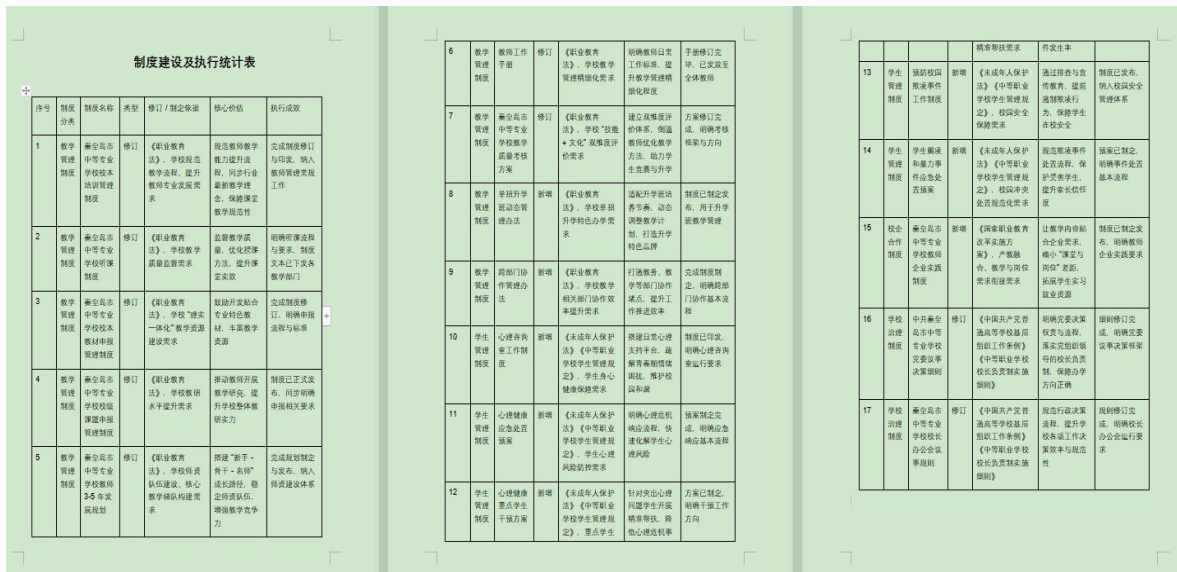 制度建设及执行统计表
序号
制度
分类
制度名称
类型
修订 / 制定依据
核心价值
执行成效
1
教学
管理
制度
秦皇岛市
中等专业
学校校本
培训管理
制度
修订
《职业教育
法》、学校规范
教学流程、提升
教师专业发展需
求
规范教师教学
能力提升流
程，同步行业
最新教学理
念，保障课堂
教学规范性
完成制度修订
与印发，纳入
教师管理常规
工作
2
教学
管理
制度
秦皇岛市
中等专业
学校听课
制度
修订
《职业教育
法》、学校教学
质量监督需求
监督教学质
量，优化授课
方法，提升课
堂实效
明确听课流程
与要求，制度
文本已下发各
教学部门
3
教学
管理
制度
秦皇岛市
中等专业
学校校本
教材申报
管理制度
修订
《职业教育
法》、学校“理实
一体化”教学资源
建设需求
鼓励开发贴合
专业特色教
材，丰富教学
资源
完成制度修
订，明确申报
流程与标准
4
教学
管理
制度
秦皇岛市
中等专业
学校校级
课题申报
管理制度
修订
《职业教育
法》、学校教研
水平提升需求
推动教师开展
教学研究，提
升学校整体教
研实力
制度已正式发
布，同步明确
申报相关要求
5
教学
管理
制度
秦皇岛市
中等专业
学校教师
3-5 年发
展规划
修订
《职业教育
法》、学校师资
队伍建设、核心
教学梯队构建需
求
搭建“新手 -
骨干 - 名师”
成长路径，稳
定师资队伍，
增强教学竞争
力
完成规划制定
与发布，纳入
师资建设体系
6
教学
管理
制度
教师工作
手册
修订
《职业教育
法》、学校教学
管理精细化需求
明确教师日常
工作标准，提
升教学管理精
细化程度
手册修订完
毕，已发放至
全体教师
7
教学
管理
制度
秦皇岛市
中等专业
学校教学
质量考核
方案
修订
《职业教育
法》、学校“技能
+ 文化”双维度评
价需求
建立双维度评
价体系，倒逼
教师优化教学
方法，助力学
生竞赛与升学
方案修订完
成，明确考核
框架与方向
8
教学
管理
制度
单招升学
班动态管
理办法
新增
《职业教育
法》、学校单招
升学特色办学需
求
适配升学班培
养节奏，动态
调整教学计
划，打造升学
特色品牌
制度已制定发
布，用于升学
班教学管理
9
教学
管理
制度
跨部门协
作管理办
法
新增
《职业教育
法》、学校教学
相关部门协作效
率提升需求
打通教务、教
学等部门协作
堵点，提升工
作推进效率
完成制度制
定，明确跨部
门协作基本流
程
10
学生
管理
制度
心理咨询
室工作制
度
新增
《未成年人保护
法》《中等职业
学校学生管理规
定》、学生身心
健康保障需求
搭建日常心理
支持平台，疏
解青春期情绪
困扰，维护校
园和谐
制度已印发，
明确心理咨询
室运行要求
11
学生
管理
制度
心理健康
应急处置
预案
新增
《未成年人保护
法》《中等职业
学校学生管理规
定》、学生心理
风险防控需求
明确心理危机
响应流程，快
速化解学生心
理风险
预案制定完
成，明确应急
响应基本流程
12
学生
管理
制度
心理健康
重点学生
干预方案
新增
《未成年人保护
法》《中等职业
学校学生管理规
定》、重点学生
精准帮扶需求
针对突出心理
问题学生开展
精准帮扶，降
低心理危机事
件发生率
方案已制定，
明确干预工作
方向
13
学生
管理
制度
预防校园
欺凌事件
工作制度
新增
《未成年人保护
法》《中等职业
学校学生管理规
定》、校园安全
保障需求
通过排查与宣
传教育，提前
遏制欺凌行
为，保障学生
在校安全
制度已发布，
纳入校园安全
管理体系
14
学生
管理
制度
学生欺凌
和暴力事
件应急处
置预案
新增
《未成年人保护
法》《中等职业
学校学生管理规
定》、校园冲突
处置规范化需求
规范欺凌事件
处置流程，保
护受害学生，
提升家长信任
度
预案已制定，
明确事件处置
基本流程
15
校企
合作
制度
秦皇岛市
中等专业
学校教师
企业实践
制度
新增
《国家职业教育
改革实施方
案》、产教融
合、教学与岗位
需求衔接需求
让教学内容贴
合企业需求，
缩小“课堂与
岗位”差距，
拓展学生实习
就业资源
制度已制定发
布，明确教师
企业实践要求
16
学校
治理
制度
中共秦皇
岛市中等
专业学校
党委议事
决策细则
修订
《中国共产党普
通高等学校基层
组织工作条例》
《中等职业学校
校长负责制实施
细则》
明确党委决策
权责与流程，
落实党组织领
导的校长负责
制，保障办学
方向正确
细则修订完
成，明确党委
议事决策框架
17
学校
治理
制度
秦皇岛市
中等专业
学校校长
办公会议
事规则
修订
《中国共产党普
通高等学校基层
组织工作条例》
《中等职业学校
校长负责制实施
细则》
规范行政决策
流程，提升学
校各项工作决
策效率与规范
性
规则修订完
成，明确校长
办公会运行要
求